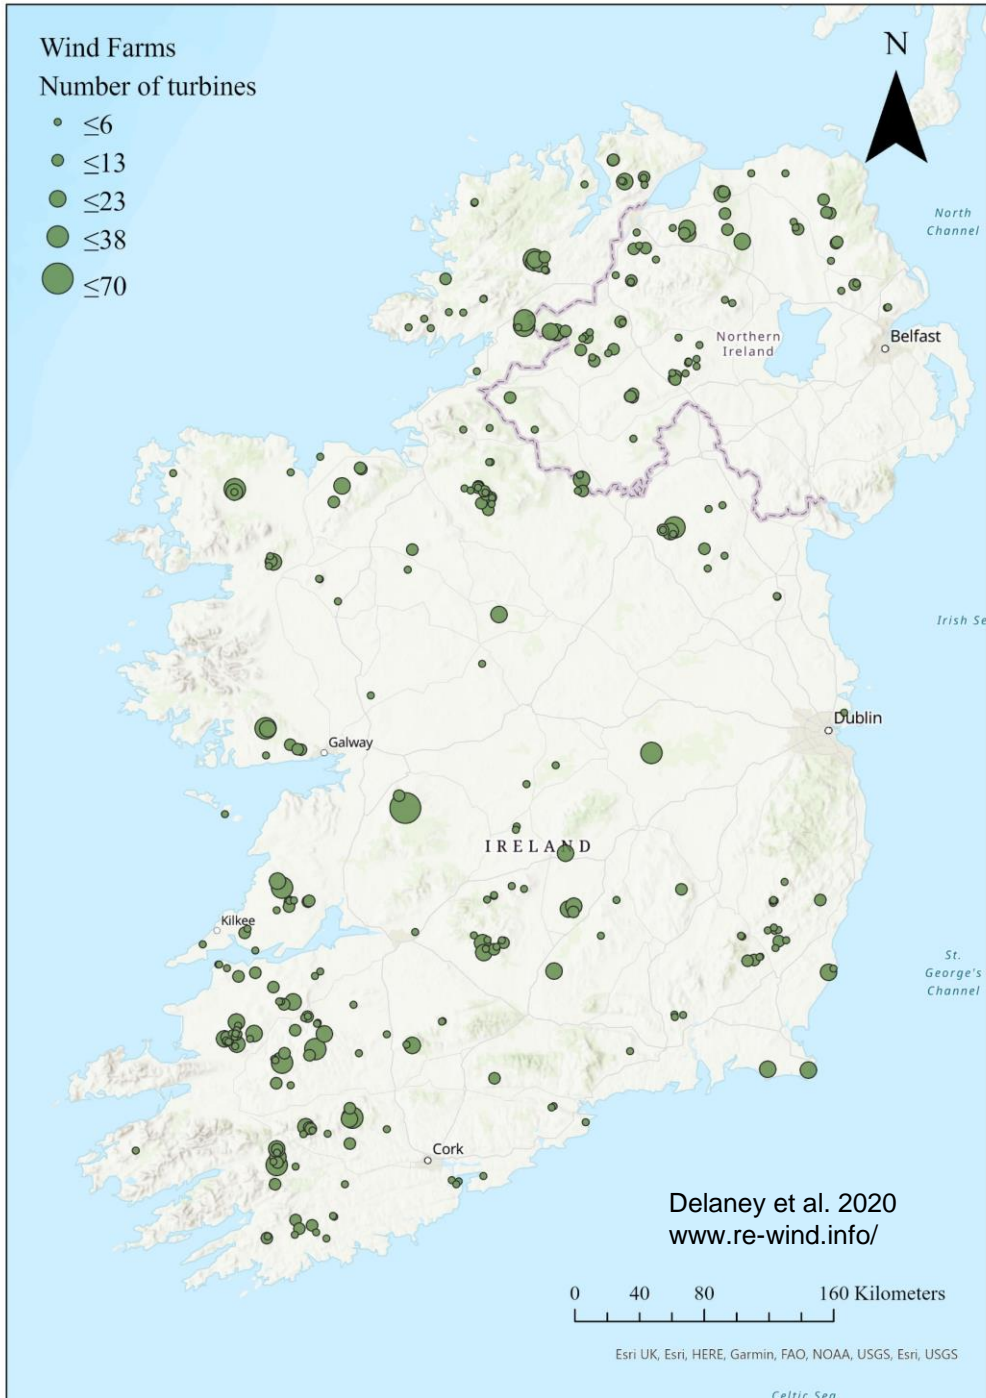 Wind Farms
Number of turbines
≤6
≤13
≤23
≤38
≤70
N
North
Channel
Northern
Ireland
Belfast
Irish Se
Dublin
Galway
IRELAND
Kilkee
St.
George's
Channel
Cork
Delaney et al. 2020
www.re-wind.info/
0 40 80 160 Kilometers
Esri UK, Esri, HERE, Garmin, FAO, NOAA, USGS, Esri, USGS
Celtic Sea